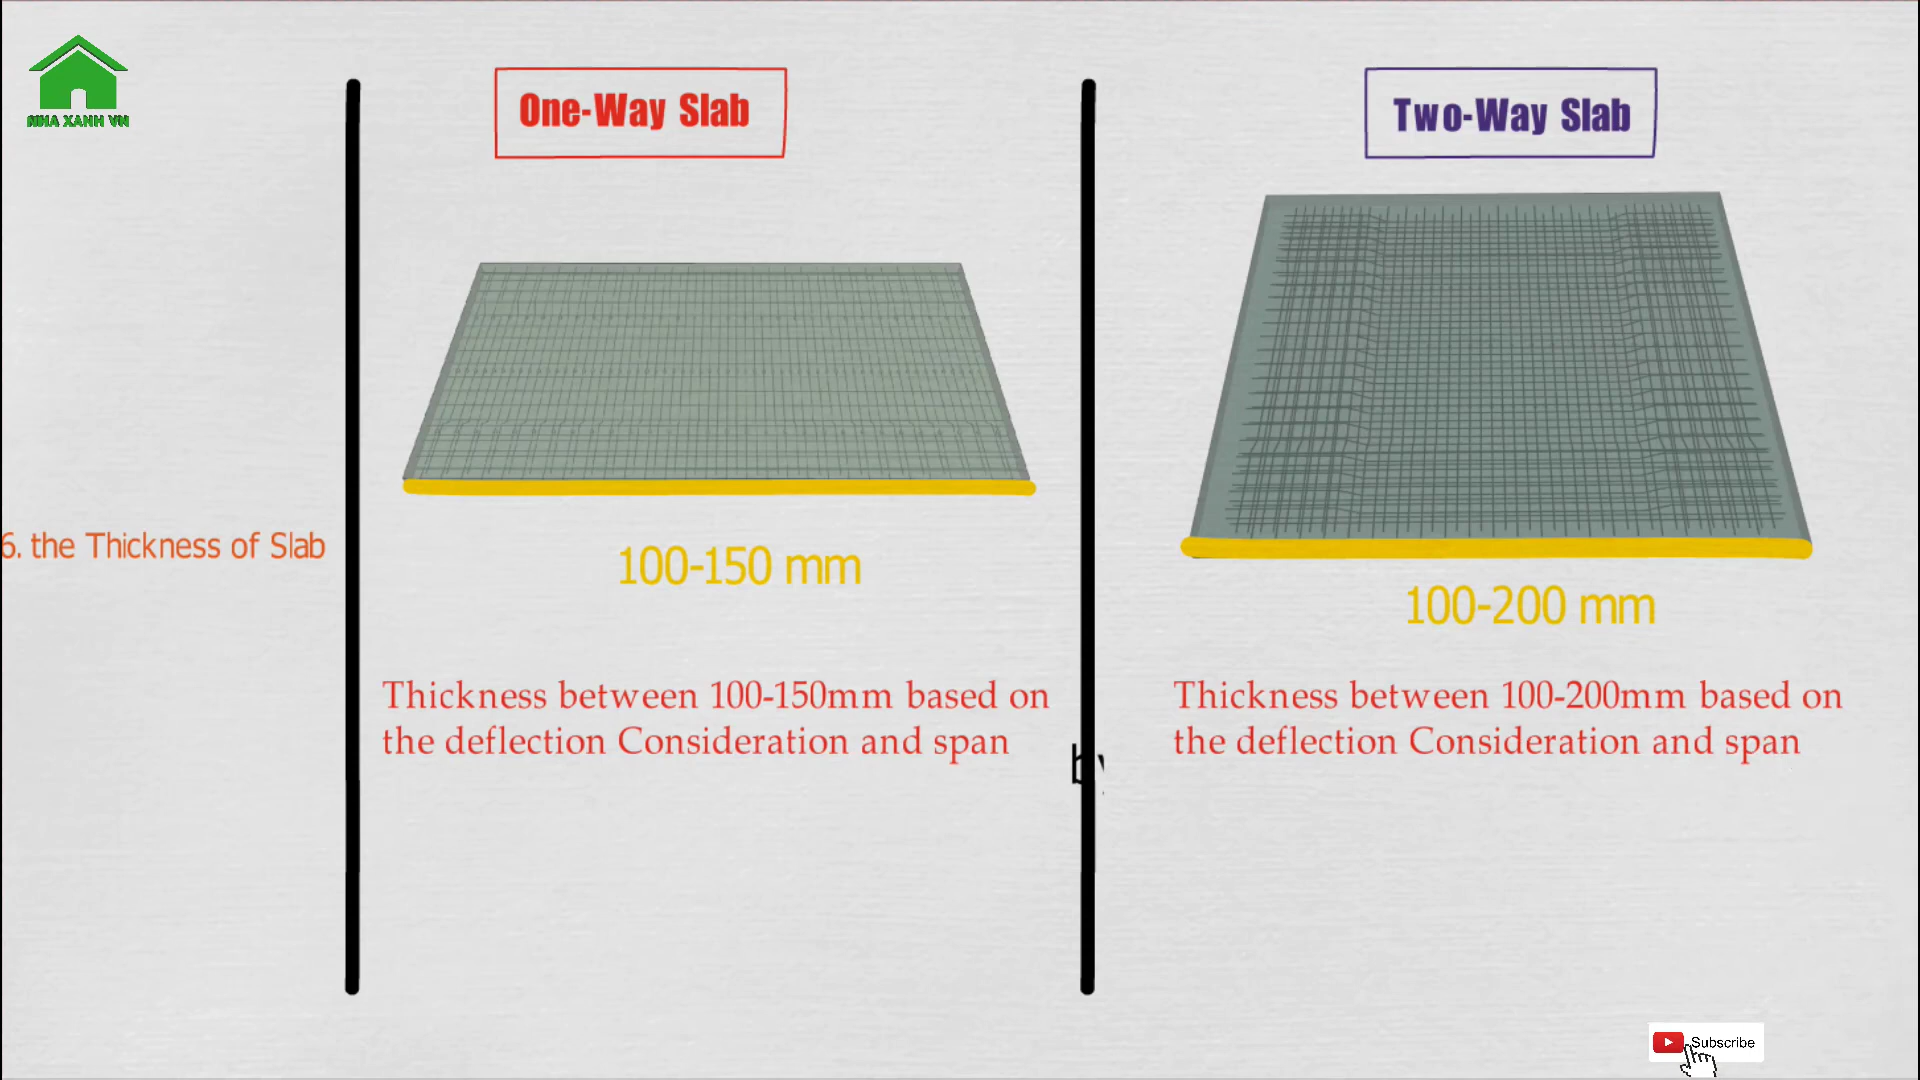 NHA XANH VN
One-Way Slab
Two-Way Slab
6. the Thickness of Slab
100-150 mm
100-200 mm
Thickness between 100-150mm based on
the deflection Consideration and span
Thickness between 100-200mm based on
the deflection Consideration and span
Subscribe